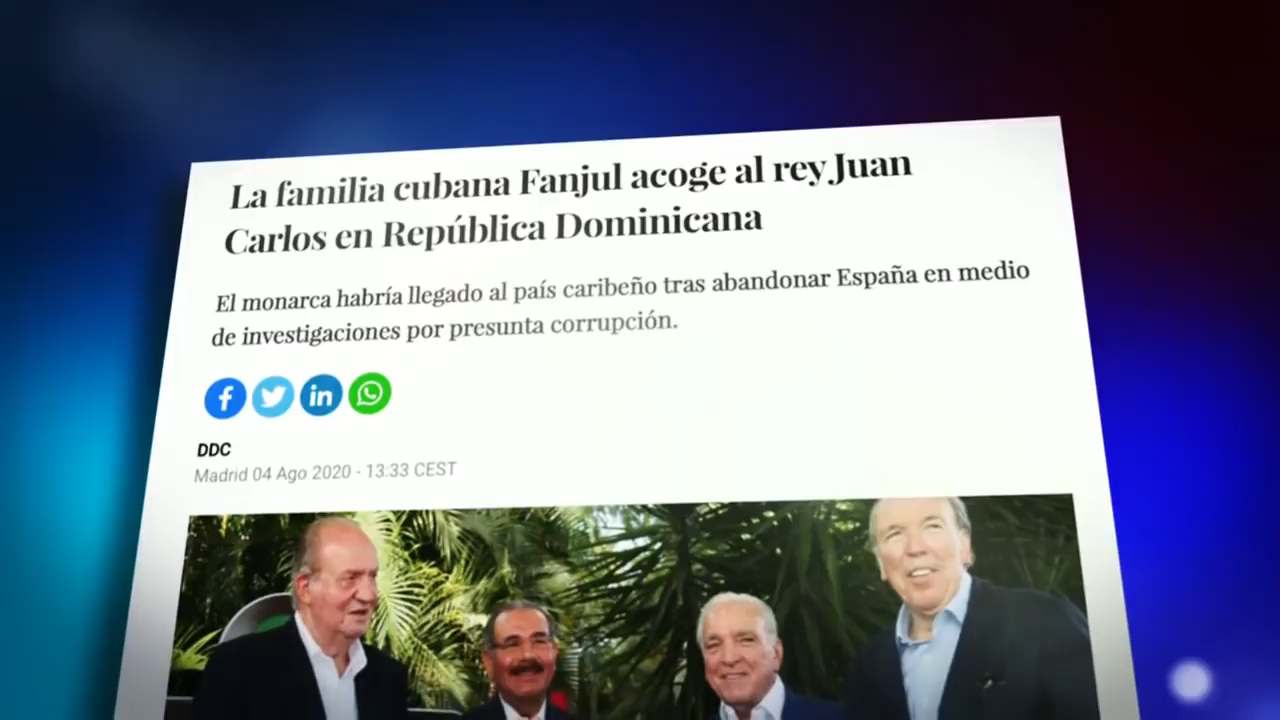 La familia cubana Fanjul acoge al rey Juan
Carlos en República Dominicana
El monarca habría llegado al país caribeño tras abandonar España en medio
de investigaciones por presunta corrupción.
f in
DDC
Madrid 04 Ago 2020 - 13:33 CEST